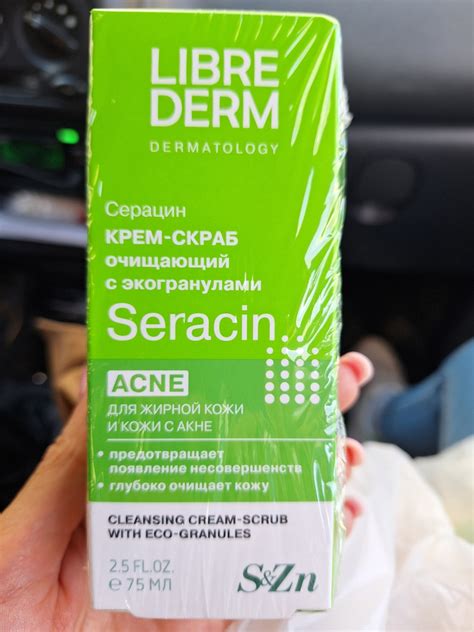 LIBRE
DERM
DERMATOLOGY
Серацин
КРЕМ-СКРАБ
очищающий
с экогранулами
Seracin
ACNE
ДЛЯ ЖИРНОЙ КОЖИ
И КОЖИ С АКНЕ
• предотвращает
появление несовершенств
• глубоко очищает кожу
CLEANSING CREAM-SCRUB
WITH ECO-GRANULES
2.5 FL.OZ.
℮ 75 МЛ
S&Zn